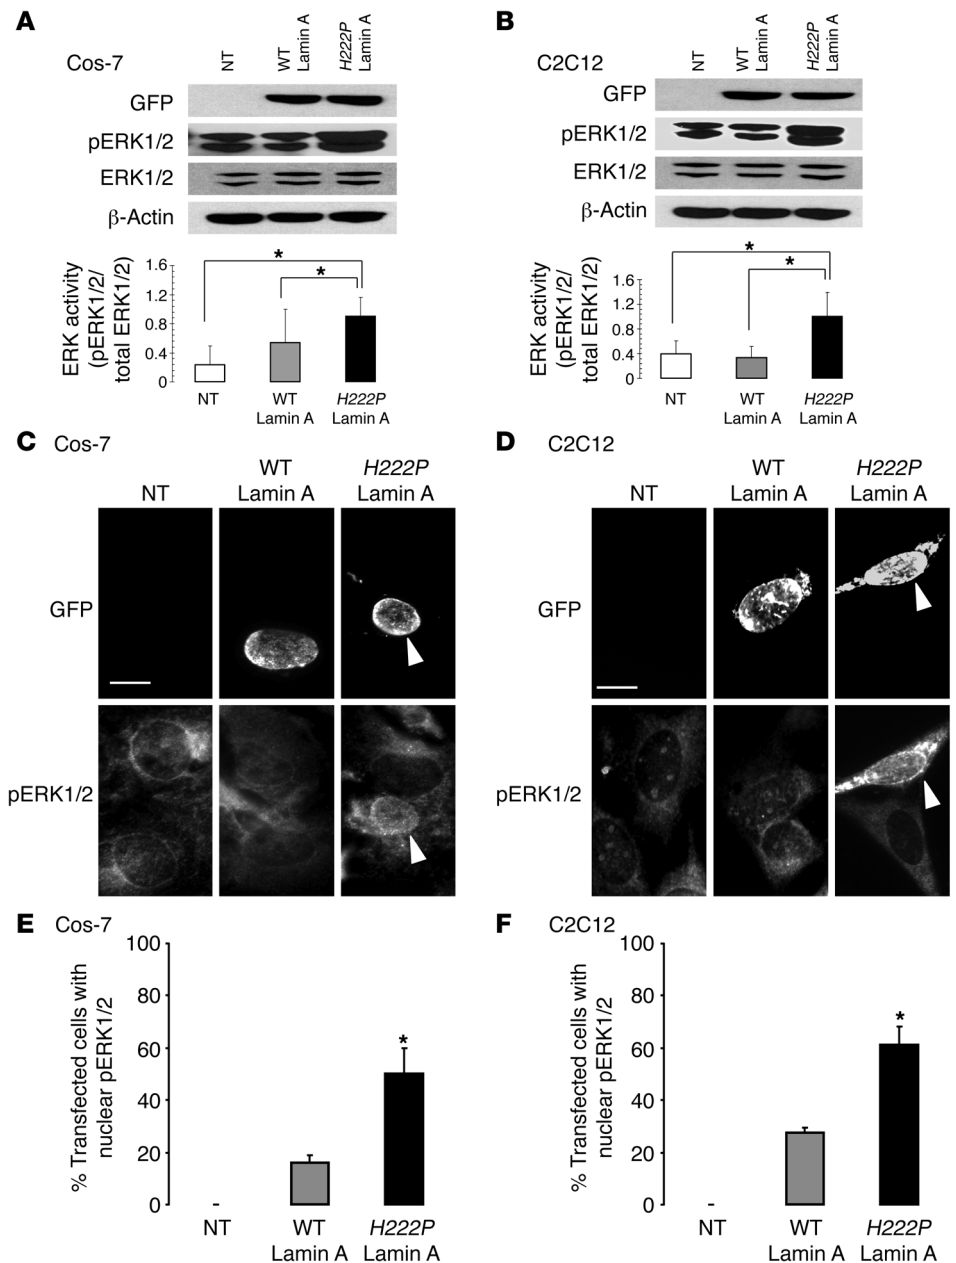 A
Cos-7
NT
WT
Lamin A
H222P
Lamin A
GFP
pERK1/2
ERK1/2
β-Actin
ERK activity
(pERK1/2/
total ERK1/2)
1.6
1.2
0.8
0.4
0
*
*
NT
WT
Lamin A
H222P
Lamin A
B
C2C12
NT
WT
Lamin A
H222P
Lamin A
GFP
pERK1/2
ERK1/2
β-Actin
ERK activity
(pERK1/2/
total ERK1/2)
1.6
1.2
0.8
0.4
0
*
*
NT
WT
Lamin A
H222P
Lamin A
C
Cos-7
NT
WT
Lamin A
H222P
Lamin A
GFP
pERK1/2
D
C2C12
NT
WT
Lamin A
H222P
Lamin A
GFP
pERK1/2
E
Cos-7
% Transfected cells with
nuclear pERK1/2
100
80
60
40
20
0
*
NT
WT
Lamin A
H222P
Lamin A
F
C2C12
% Transfected cells with
nuclear pERK1/2
100
80
60
40
20
0
*
NT
WT
Lamin A
H222P
Lamin A